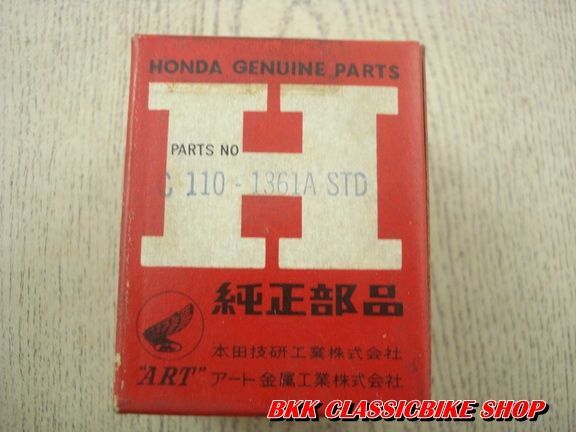 HONDA GENUINE PARTS
PARTS NO
C 110-1361A STD
H
純正部品
本田技研工業株式会社
"ART" アート金属工業株式会社
BKK CLASSICBIKE SHOP